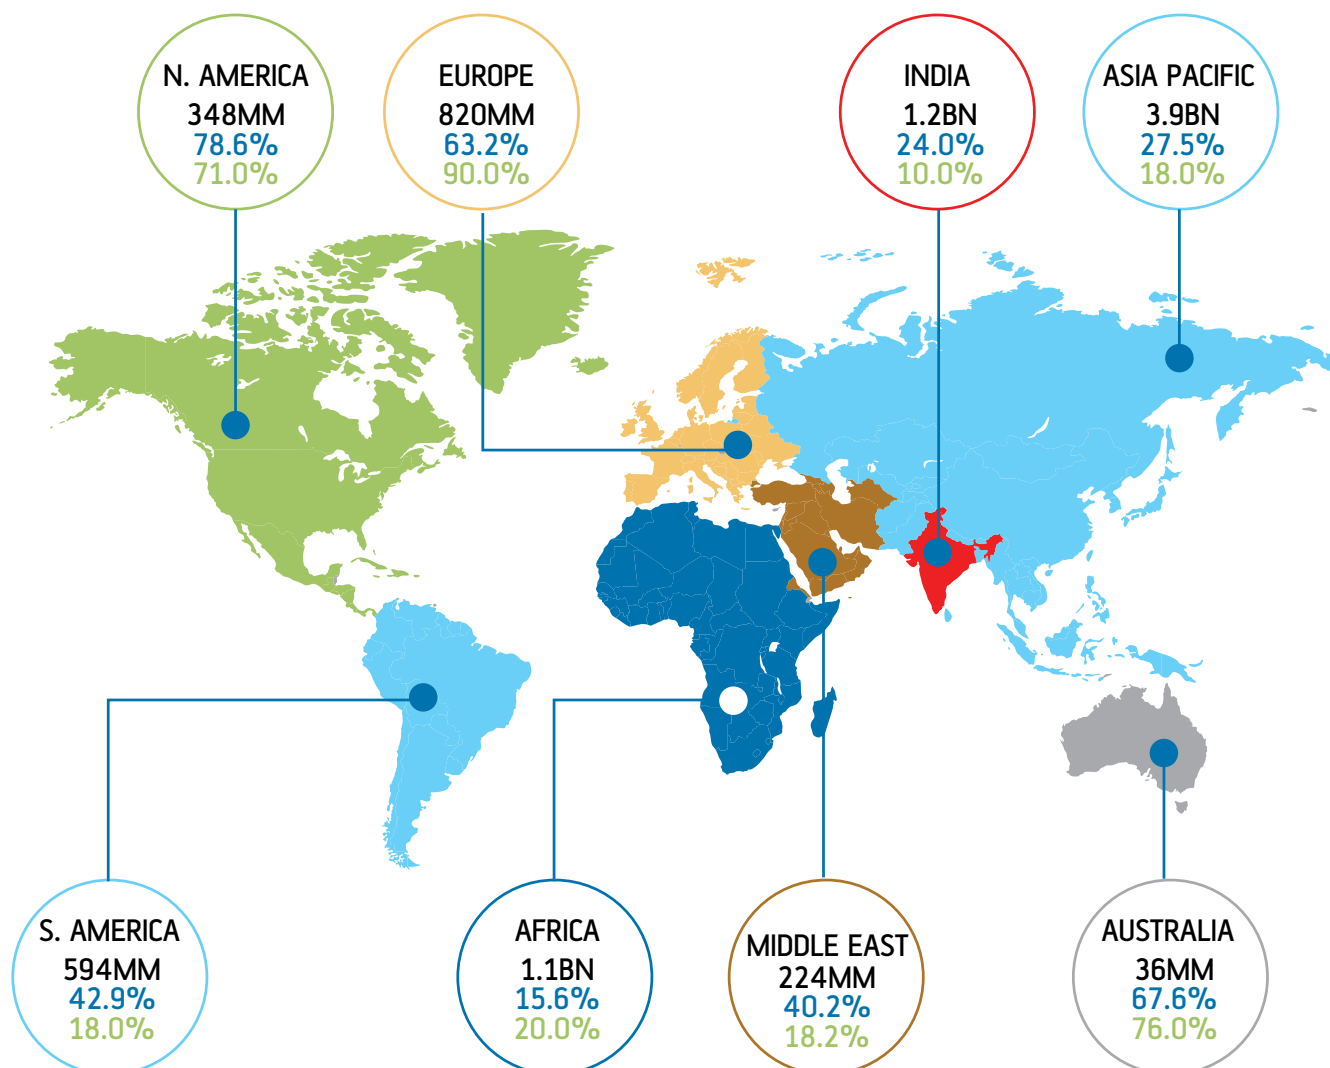 N. AMERICA
348MM
78.6%
71.0%
EUROPE
820MM
63.2%
90.0%
INDIA
1.2BN
24.0%
10.0%
ASIA PACIFIC
3.9BN
27.5%
18.0%
S. AMERICA
594MM
42.9%
18.0%
AFRICA
1.1BN
15.6%
20.0%
MIDDLE EAST
224MM
40.2%
18.2%
AUSTRALIA
36MM
67.6%
76.0%